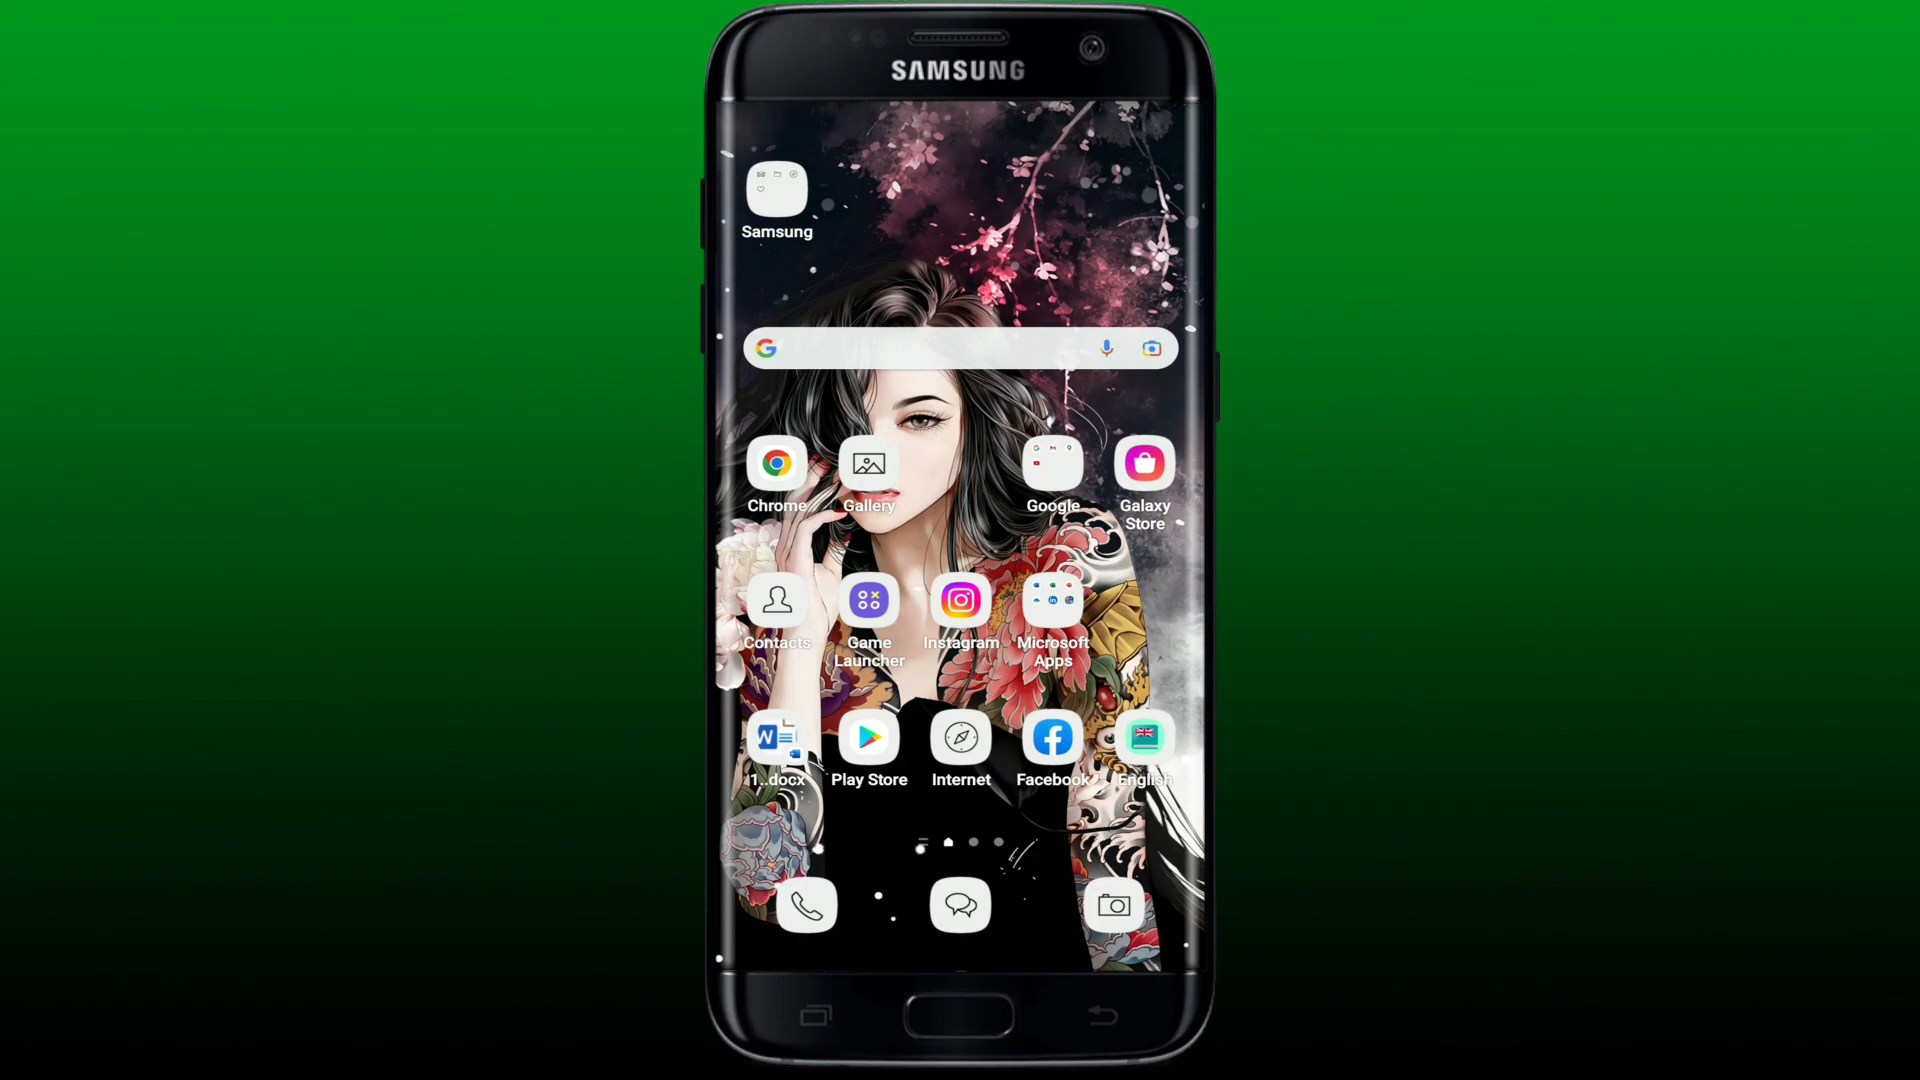 SAMSUNG
Samsung
Chrome
Gallery
Google
Galaxy
Store
Contacts
Game
Launcher
Instagram
Microsoft
Apps
1..docx
Play Store
Internet
Facebook
English